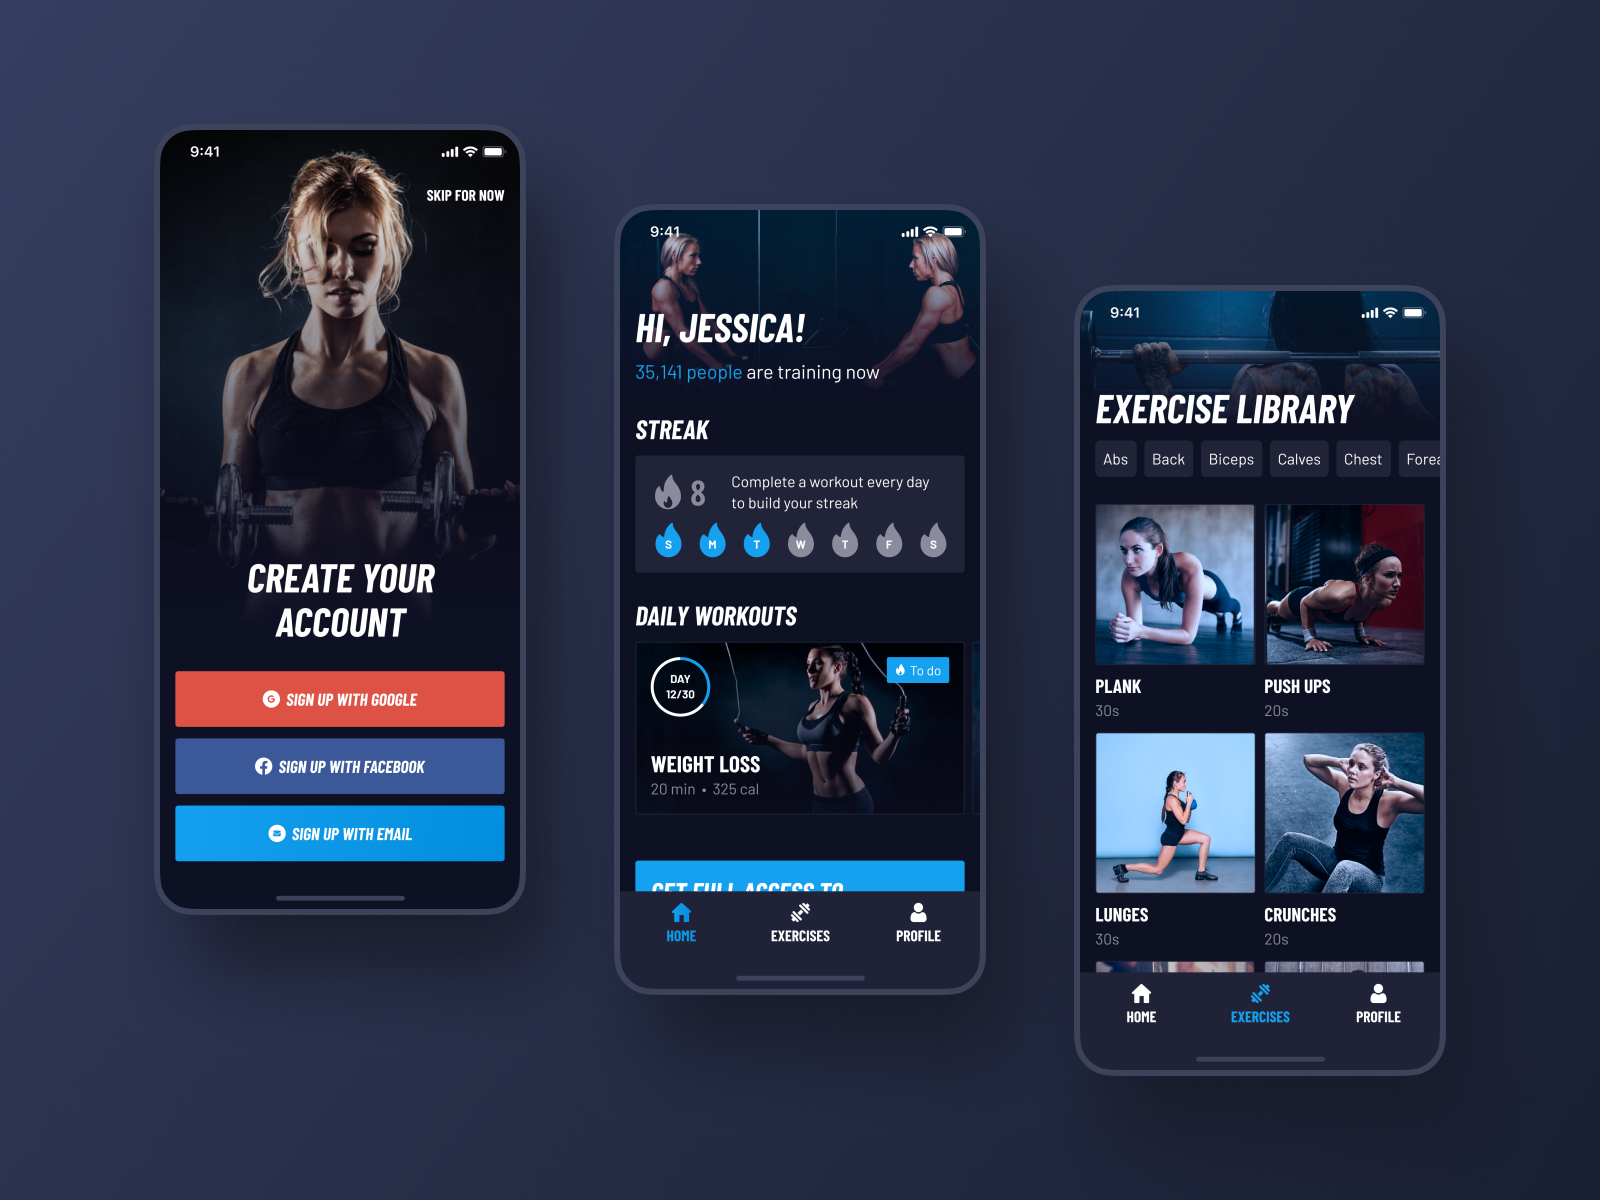 9:41
SKIP FOR NOW
CREATE YOUR
ACCOUNT
G SIGN UP WITH GOOGLE
f SIGN UP WITH FACEBOOK
SIGN UP WITH EMAIL
9:41
HI, JESSICA!
35,141 people are training now
STREAK
8
Complete a workout every day
to build your streak
S M T W T F S
DAILY WORKOUTS
DAY
12/30
To do
WEIGHT LOSS
20 min • 325 cal
GET FULL ACCESS TO
HOME EXERCISES PROFILE
9:41
EXERCISE LIBRARY
Abs Back Biceps Calves Chest
PLANK PUSH UPS
30s 20s
LUNGES CRUNCHES
30s 20s
HOME EXERCISES PROFILE